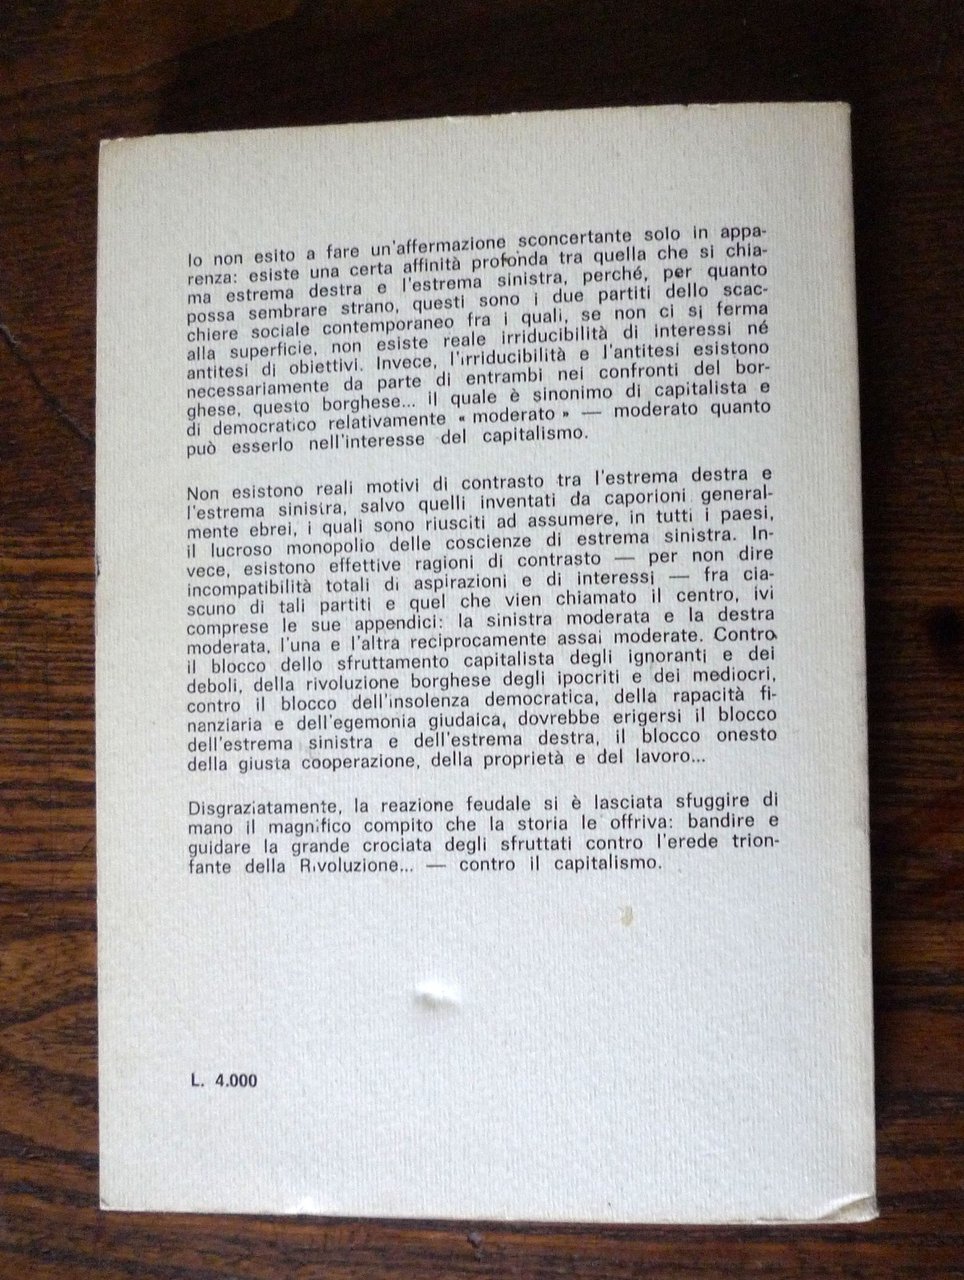 Io non esito a fare un'affermazione sconcertante solo in appa-
renza: esiste una certa affinità profonda tra quella che si chia-
ma estrema destra e l'estrema sinistra, perché, per quanto
possa sembrare strano, questi sono i due partiti dello scac-
chiere sociale contemporaneo fra i quali, se non ci si ferma
alla superficie, non esiste reale irriducibilità di interessi né
antitesi di obiettivi. Invece, l'irriducibilità e l'antitesi esistono
necessariamente da parte di entrambi nei confronti del bor-
ghese, questo borghese... il quale è sinonimo di capitalista e
di democratico relativamente « moderato » — moderato quanto
può esserlo nell'interesse del capitalismo.
Non esistono reali motivi di contrasto tra l'estrema destra e
l'estrema sinistra, salvo quelli inventati da caporioni general-
mente ebrei, i quali sono riusciti ad assumere, in tutti i paesi,
il lucroso monopolio delle coscienze di estrema sinistra. In-
vece, esistono effettive ragioni di contrasto — per non dire
incompatibilità totali di aspirazioni e di interessi — fra cia-
scuno di tali partiti e quel che vien chiamato il centro, ivi
comprese le sue appendici: la sinistra moderata e la destra
moderata, l'una e l'altra reciprocamente assai moderate. Contro
il blocco dello sfruttamento capitalista degli ignoranti e dei
deboli, della rivoluzione borghese degli ipocriti e dei mediocri,
contro il blocco dell'insolenza democratica, della rapacità fi-
nanziaria e dell'egemonia giudaica, dovrebbe erigersi il blocco
dell'estrema sinistra e dell'estrema destra, il blocco onesto
della giusta cooperazione, della proprietà e del lavoro...
Disgraziatamente, la reazione feudale si è lasciata sfuggire di
mano il magnifico compito che la storia le offriva: bandire e
guidare la grande crociata degli sfruttati contro l'erede trion-
fante della Rivoluzione... — contro il capitalismo.
L. 4.000